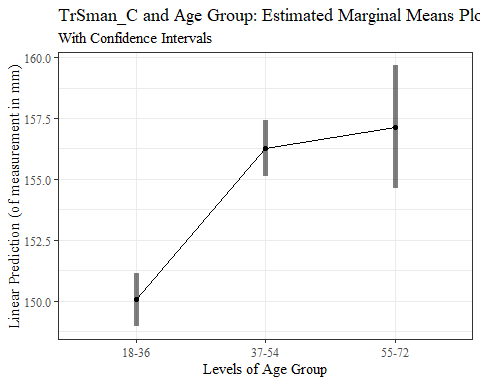 TrSman_C and Age Group: Estimated Marginal Means Plo
With Confidence Intervals
Linear Prediction (of measurement in mm)
160.0
157.5
155.0
152.5
150.0
18-36 37-54 55-72
Levels of Age Group